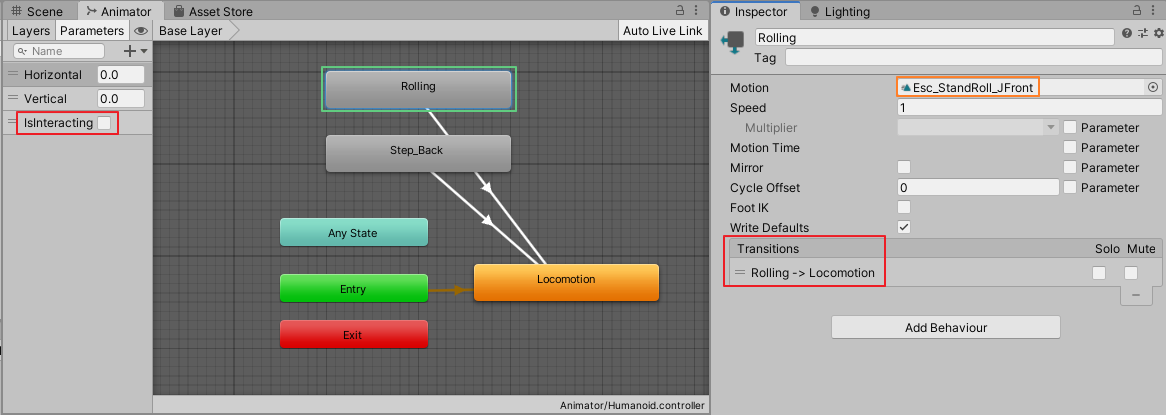 Scene Animator Asset Store
Layers Parameters Base Layer Auto Live Link
Name
Horizontal 0.0
Vertical 0.0
IsInteracting
Rolling
Step_Back
Any State
Entry
Exit
Locomotion
Animator/Humanoid.controller
Inspector Lighting
Rolling
Tag
Motion Esc_StandRoll_JFront
Speed 1
Multiplier Parameter
Motion Time Parameter
Mirror Parameter
Cycle Offset 0 Parameter
Foot IK
Write Defaults
Transitions Solo Mute
Rolling -> Locomotion
Add Behaviour